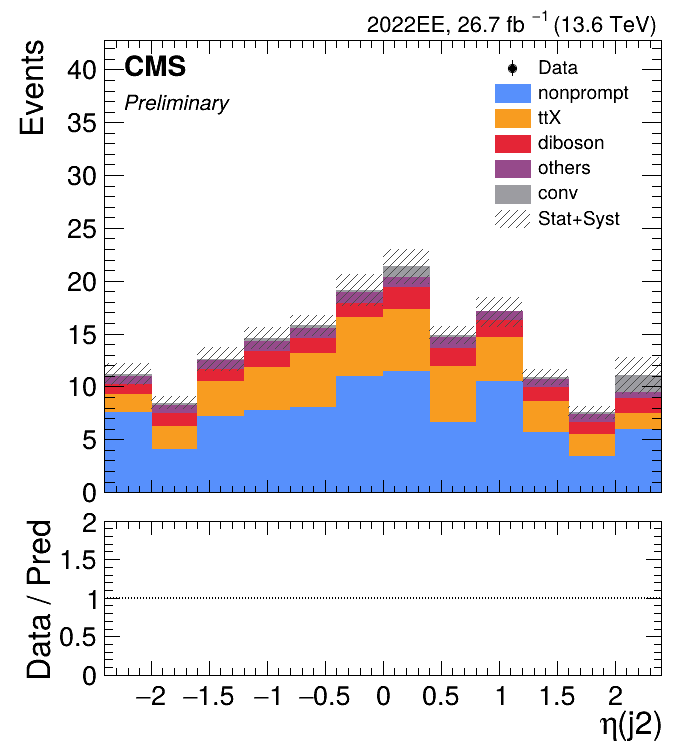 2022EE, 26.7 fb⁻¹ (13.6 TeV)
CMS
Preliminary
Events
40
35
30
25
20
15
10
5
0
Data
nonprompt
ttX
diboson
others
conv
Stat+Syst
Data / Pred
2
1.5
1
0.5
0
−2 −1.5 −1 −0.5 0 0.5 1 1.5 2
η(j2)